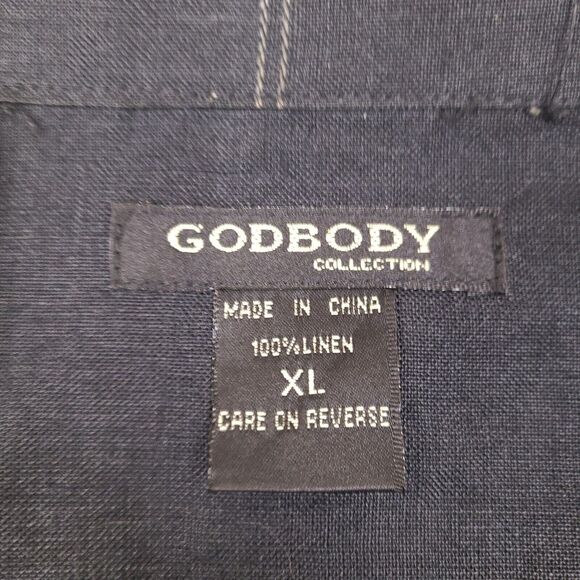 GODBODY
COLLECTION
MADE IN CHINA
100%LINEN
XL
CARE ON REVERSE